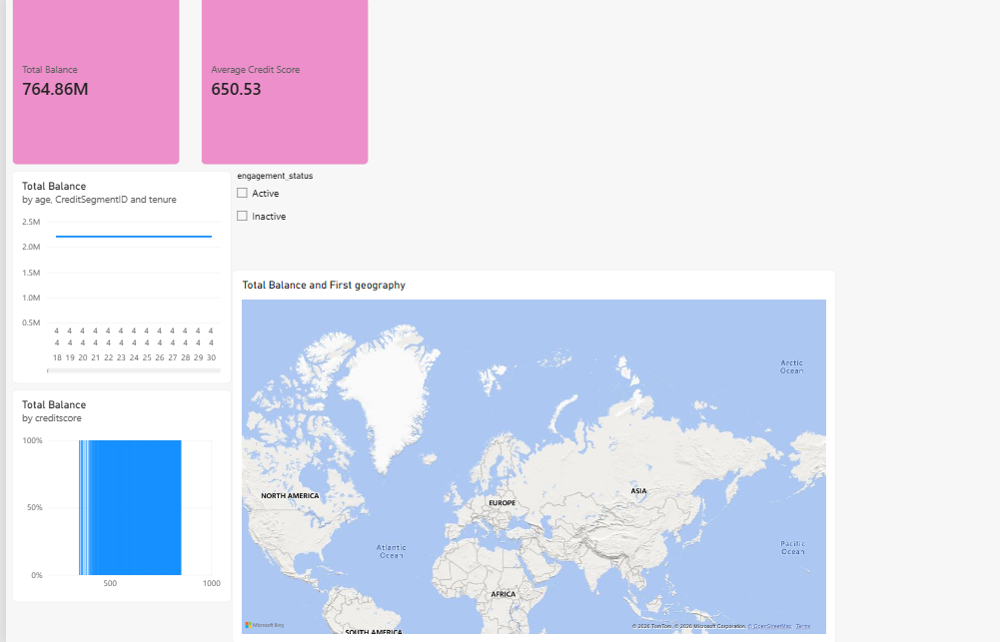 Total Balance
764.86M
Average Credit Score
650.53
Total Balance
by age, CreditSegmentID and tenure
2.5M
2.0M
1.5M
1.0M
0.5M
4 4 4 4 4 4 4 4 4 4 4 4 4
4 4 4 4 4 4 4 4 4 4 4 4 4
18 19 20 21 22 23 24 25 26 27 28 29 30
engagement_status
Active
Inactive
Total Balance
by creditscore
100%
50%
0%
500 1000
Total Balance and First geography
Arctic
Ocean
NORTH AMERICA
EUROPE
ASIA
Atlantic
Ocean
Pacific
Ocean
AFRICA
SOUTH AMERICA
Microsoft Bing
© 2026 TomTom, © 2026 Microsoft Corporation, © OpenStreetMap Terms